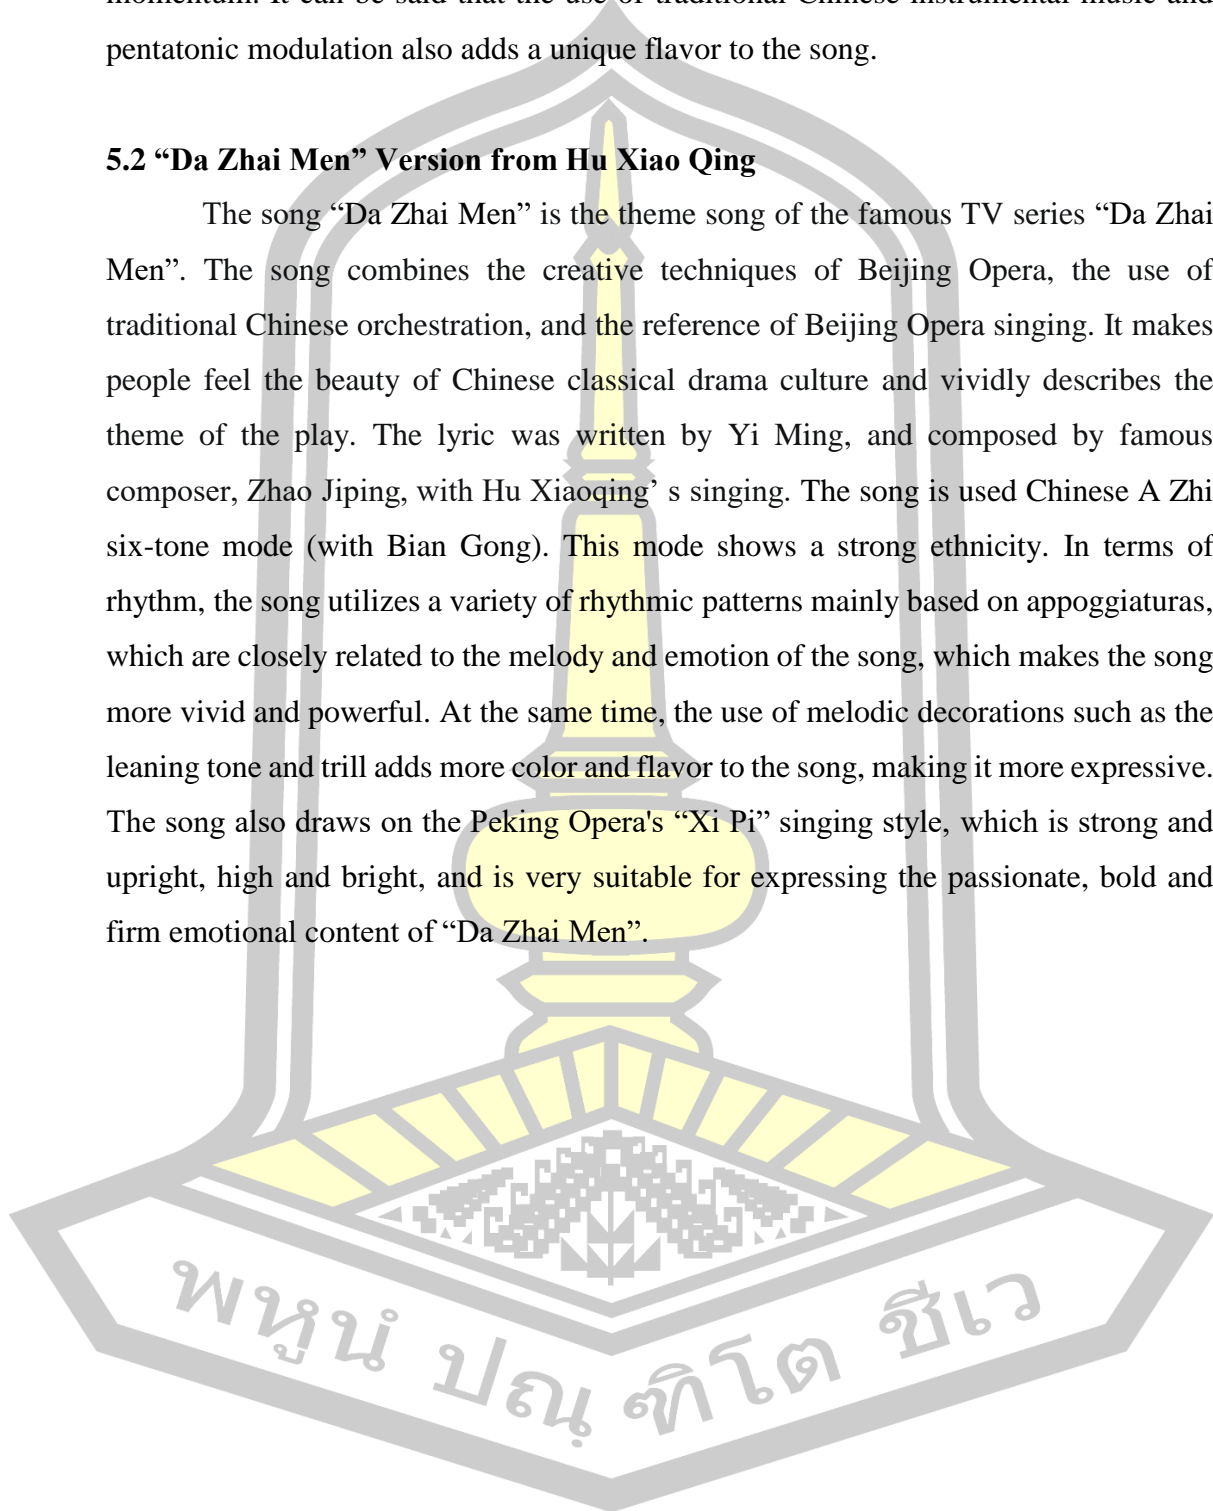 momentum. It can be said that the use of traditional Chinese instrumental music and
pentatonic modulation also adds a unique flavor to the song.
5.2 “Da Zhai Men” Version from Hu Xiao Qing
The song “Da Zhai Men” is the theme song of the famous TV series “Da Zhai
Men”. The song combines the creative techniques of Beijing Opera, the use of
traditional Chinese orchestration, and the reference of Beijing Opera singing. It makes
people feel the beauty of Chinese classical drama culture and vividly describes the
theme of the play. The lyric was written by Yi Ming, and composed by famous
composer, Zhao Jiping, with Hu Xiaoqing’ s singing. The song is used Chinese A Zhi
six-tone mode (with Bian Gong). This mode shows a strong ethnicity. In terms of
rhythm, the song utilizes a variety of rhythmic patterns mainly based on appoggiaturas,
which are closely related to the melody and emotion of the song, which makes the song
more vivid and powerful. At the same time, the use of melodic decorations such as the
leaning tone and trill adds more color and flavor to the song, making it more expressive.
The song also draws on the Peking Opera's “Xi Pi” singing style, which is strong and
upright, high and bright, and is very suitable for expressing the passionate, bold and
firm emotional content of “Da Zhai Men”.
พหูนํ ปณฺฑิโต ชีเว